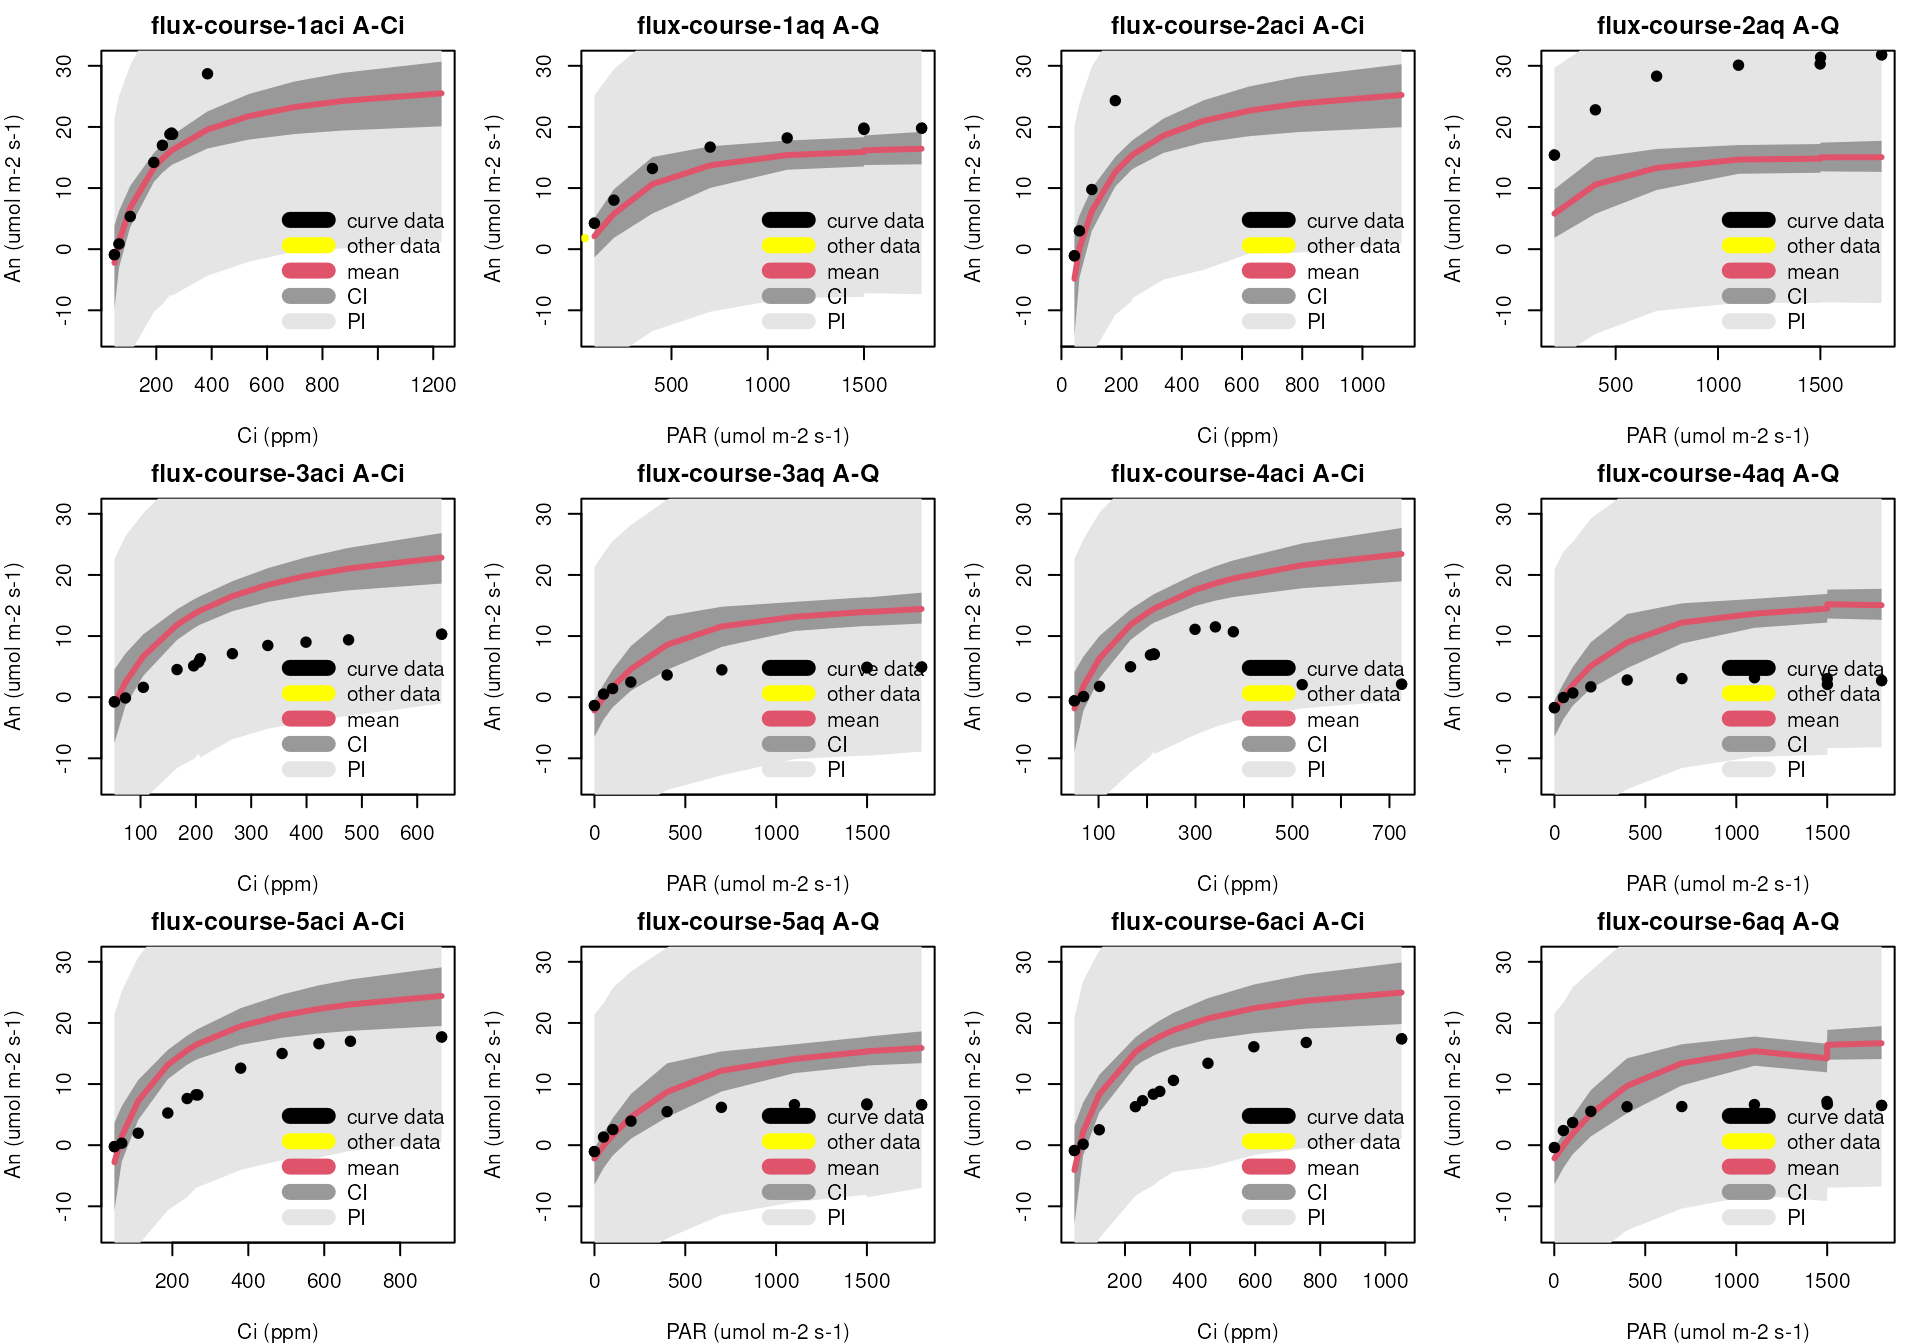 flux-course-1aci A-Ci
An (umol m-2 s-1)
30
20
10
0
-10
curve data
other data
mean
CI
PI
200 400 600 800 1200
Ci (ppm)
flux-course-1aq A-Q
An (umol m-2 s-1)
30
20
10
0
-10
curve data
other data
mean
CI
PI
500 1000 1500
PAR (umol m-2 s-1)
flux-course-2aci A-Ci
An (umol m-2 s-1)
30
20
10
0
-10
curve data
other data
mean
CI
PI
0 200 400 600 800 1000
Ci (ppm)
flux-course-2aq A-Q
An (umol m-2 s-1)
30
20
10
0
-10
curve data
other data
mean
CI
PI
500 1000 1500
PAR (umol m-2 s-1)
flux-course-3aci A-Ci
An (umol m-2 s-1)
30
20
10
0
-10
curve data
other data
mean
CI
PI
100 200 300 400 500 600
Ci (ppm)
flux-course-3aq A-Q
An (umol m-2 s-1)
30
20
10
0
-10
curve data
other data
mean
CI
PI
0 500 1000 1500
PAR (umol m-2 s-1)
flux-course-4aci A-Ci
An (umol m-2 s-1)
30
20
10
0
-10
curve data
other data
mean
CI
PI
100 300 500 700
Ci (ppm)
flux-course-4aq A-Q
An (umol m-2 s-1)
30
20
10
0
-10
curve data
other data
mean
CI
PI
0 500 1000 1500
PAR (umol m-2 s-1)
flux-course-5aci A-Ci
An (umol m-2 s-1)
30
20
10
0
-10
curve data
other data
mean
CI
PI
200 400 600 800
Ci (ppm)
flux-course-5aq A-Q
An (umol m-2 s-1)
30
20
10
0
-10
curve data
other data
mean
CI
PI
0 500 1000 1500
PAR (umol m-2 s-1)
flux-course-6aci A-Ci
An (umol m-2 s-1)
30
20
10
0
-10
curve data
other data
mean
CI
PI
200 400 600 800 1000
Ci (ppm)
flux-course-6aq A-Q
An (umol m-2 s-1)
30
20
10
0
-10
curve data
other data
mean
CI
PI
0 500 1000 1500
PAR (umol m-2 s-1)